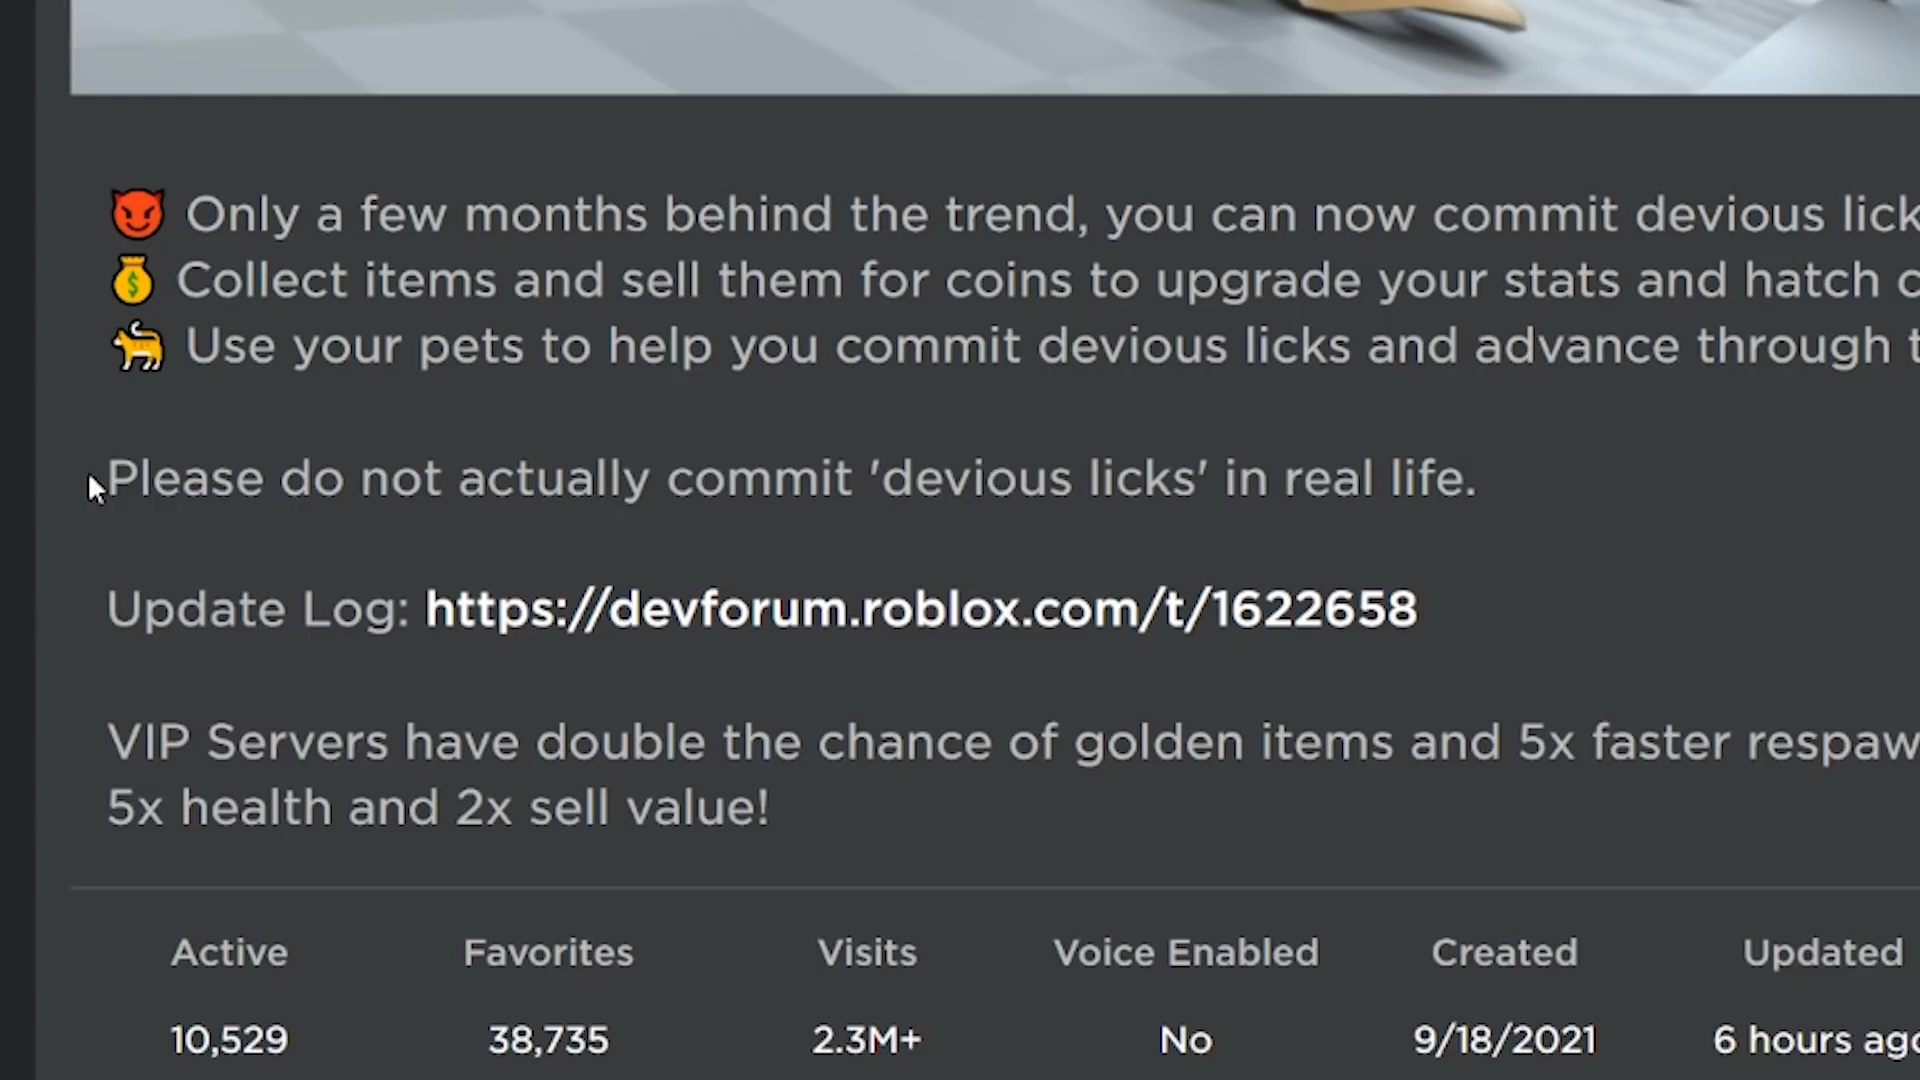 😈 Only a few months behind the trend, you can now commit devious lick
💰 Collect items and sell them for coins to upgrade your stats and hatch
🐈 Use your pets to help you commit devious licks and advance through
Please do not actually commit 'devious licks' in real life.
Update Log: https://devforum.roblox.com/t/1622658
VIP Servers have double the chance of golden items and 5x faster respaw
5x health and 2x sell value!
Active Favorites Visits Voice Enabled Created Updated
10,529 38,735 2.3M+ No 9/18/2021 6 hours ago